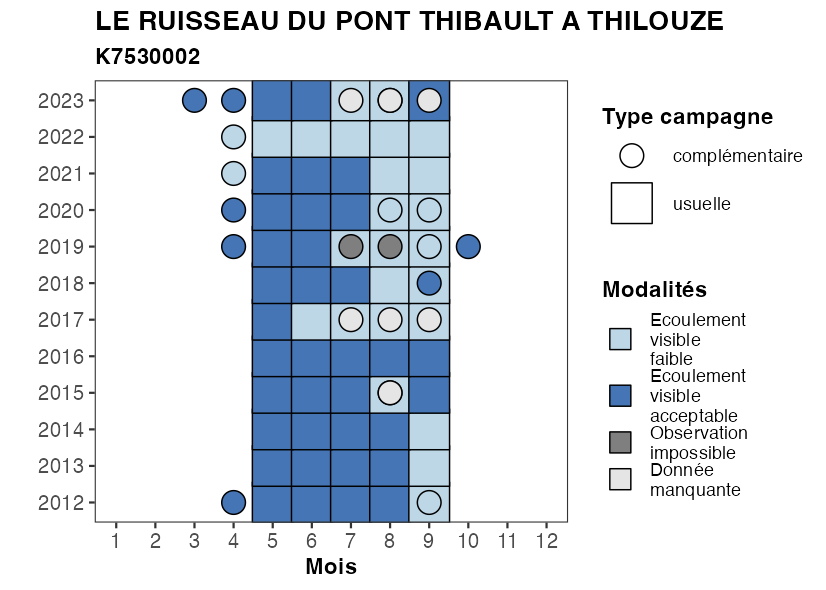 LE RUISSEAU DU PONT THIBAULT A THILOUZE
K7530002
2023
2022
2021
2020
2019
2018
2017
2016
2015
2014
2013
2012
1 2 3 4 5 6 7 8 9 10 11 12
Mois
Type campagne
complémentaire
usuelle
Modalités
Ecoulement
visible
faible
Ecoulement
visible
acceptable
Observation
impossible
Donnée
manquante